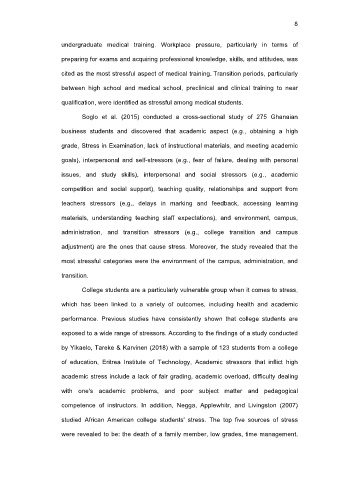 8
undergraduate medical training. Workplace pressure, particularly in terms of
preparing for exams and acquiring professional knowledge, skills, and attitudes, was
cited as the most stressful aspect of medical training. Transition periods, particularly
between high school and medical school, preclinical and clinical training to near
qualification, were identified as stressful among medical students.
Soglo et al. (2015) conducted a cross-sectional study of 275 Ghanaian
business students and discovered that academic aspect (e.g., obtaining a high
grade, Stress in Examination, lack of instructional materials, and meeting academic
goals), interpersonal and self-stressors (e.g., fear of failure, dealing with personal
issues, and study skills), interpersonal and social stressors (e.g., academic
competition and social support), teaching quality, relationships and support from
teachers stressors (e.g., delays in marking and feedback, accessing learning
materials, understanding teaching staff expectations), and environment, campus,
administration, and transition stressors (e.g., college transition and campus
adjustment) are the ones that cause stress. Moreover, the study revealed that the
most stressful categories were the environment of the campus, administration, and
transition.
College students are a particularly vulnerable group when it comes to stress,
which has been linked to a variety of outcomes, including health and academic
performance. Previous studies have consistently shown that college students are
exposed to a wide range of stressors. According to the findings of a study conducted
by Yikaelo, Tareke & Karvinen (2018) with a sample of 123 students from a college
of education, Eritrea Institute of Technology, Academic stressors that inflict high
academic stress include a lack of fair grading, academic overload, difficulty dealing
with one's academic problems, and poor subject matter and pedagogical
competence of instructors. In addition, Negga, Applewhitr, and Livingston (2007)
studied African American college students' stress. The top five sources of stress
were revealed to be: the death of a family member, low grades, time management,